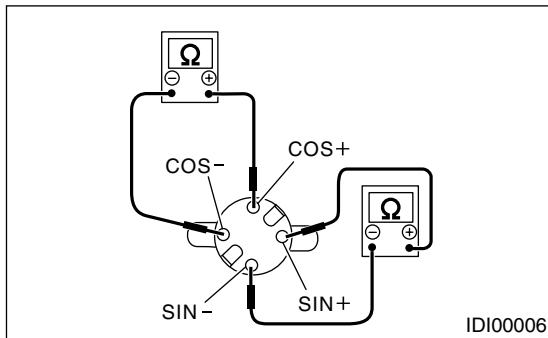 Ω
⊖ ⊕
COS−
COS+
Ω
⊖ ⊕
SIN−
SIN+
IDI00006